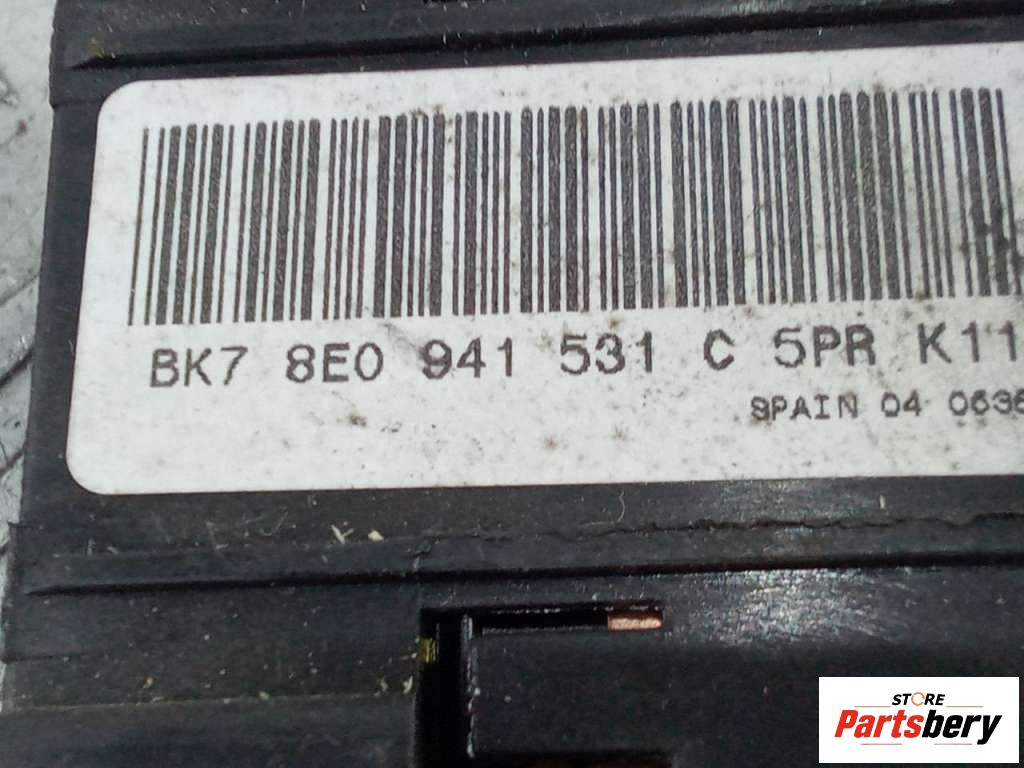 BK7 8E0 941 531 C 5PR K11
SPAIN 04
STORE
Partsbery